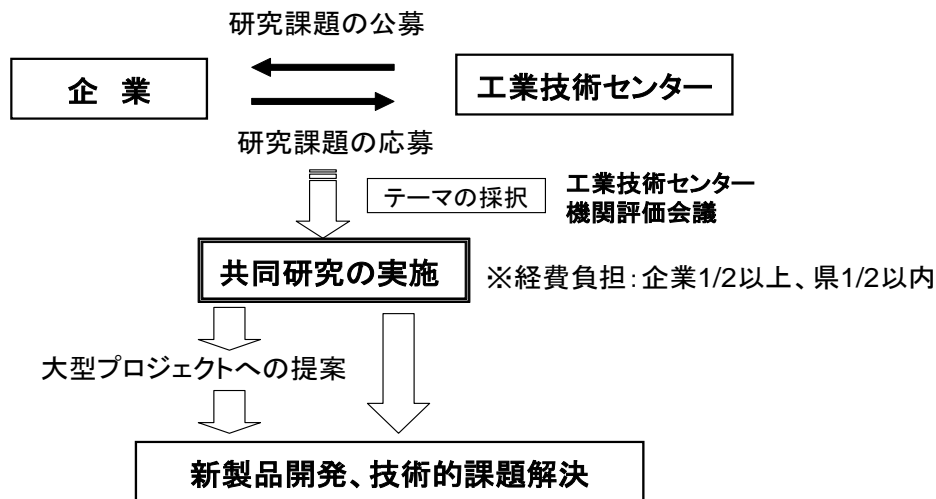 研究課題の公募
企 業
工業技術センター
研究課題の応募
テーマの採択
工業技術センター
機関評価会議
共同研究の実施
※経費負担：企業1/2以上、県1/2以内
大型プロジェクトへの提案
新製品開発、技術的課題解決